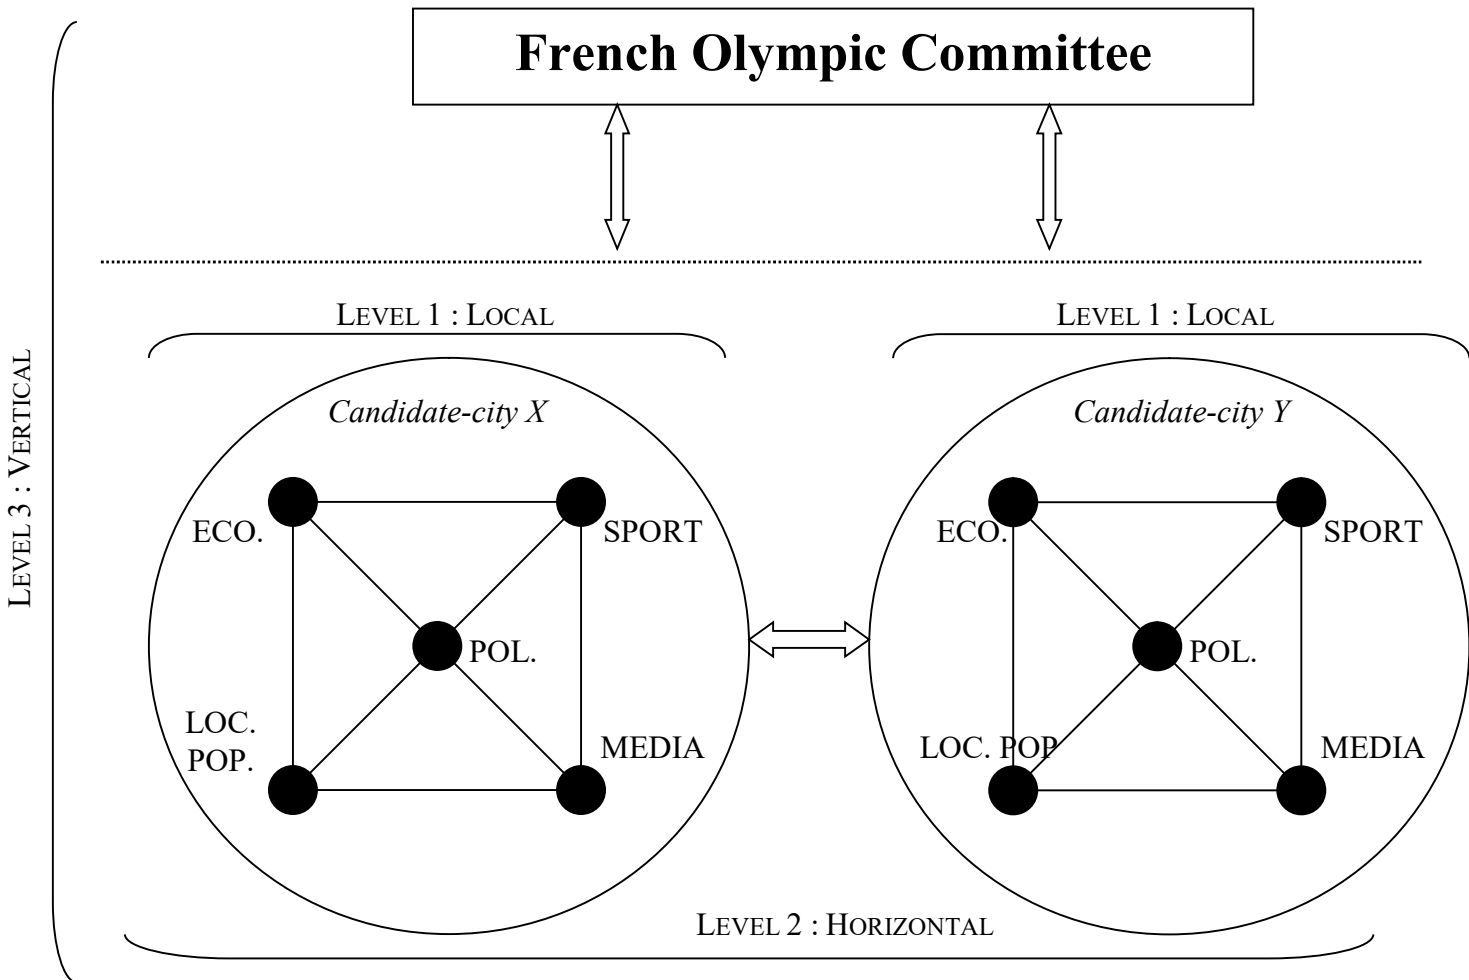 French Olympic Committee
LEVEL 1 : LOCAL
LEVEL 1 : LOCAL
LEVEL 3 : VERTICAL
Candidate-city X
Candidate-city Y
ECO.
SPORT
ECO.
SPORT
POL.
POL.
LOC.
POP.
MEDIA
LOC. POP
MEDIA
LEVEL 2 : HORIZONTAL